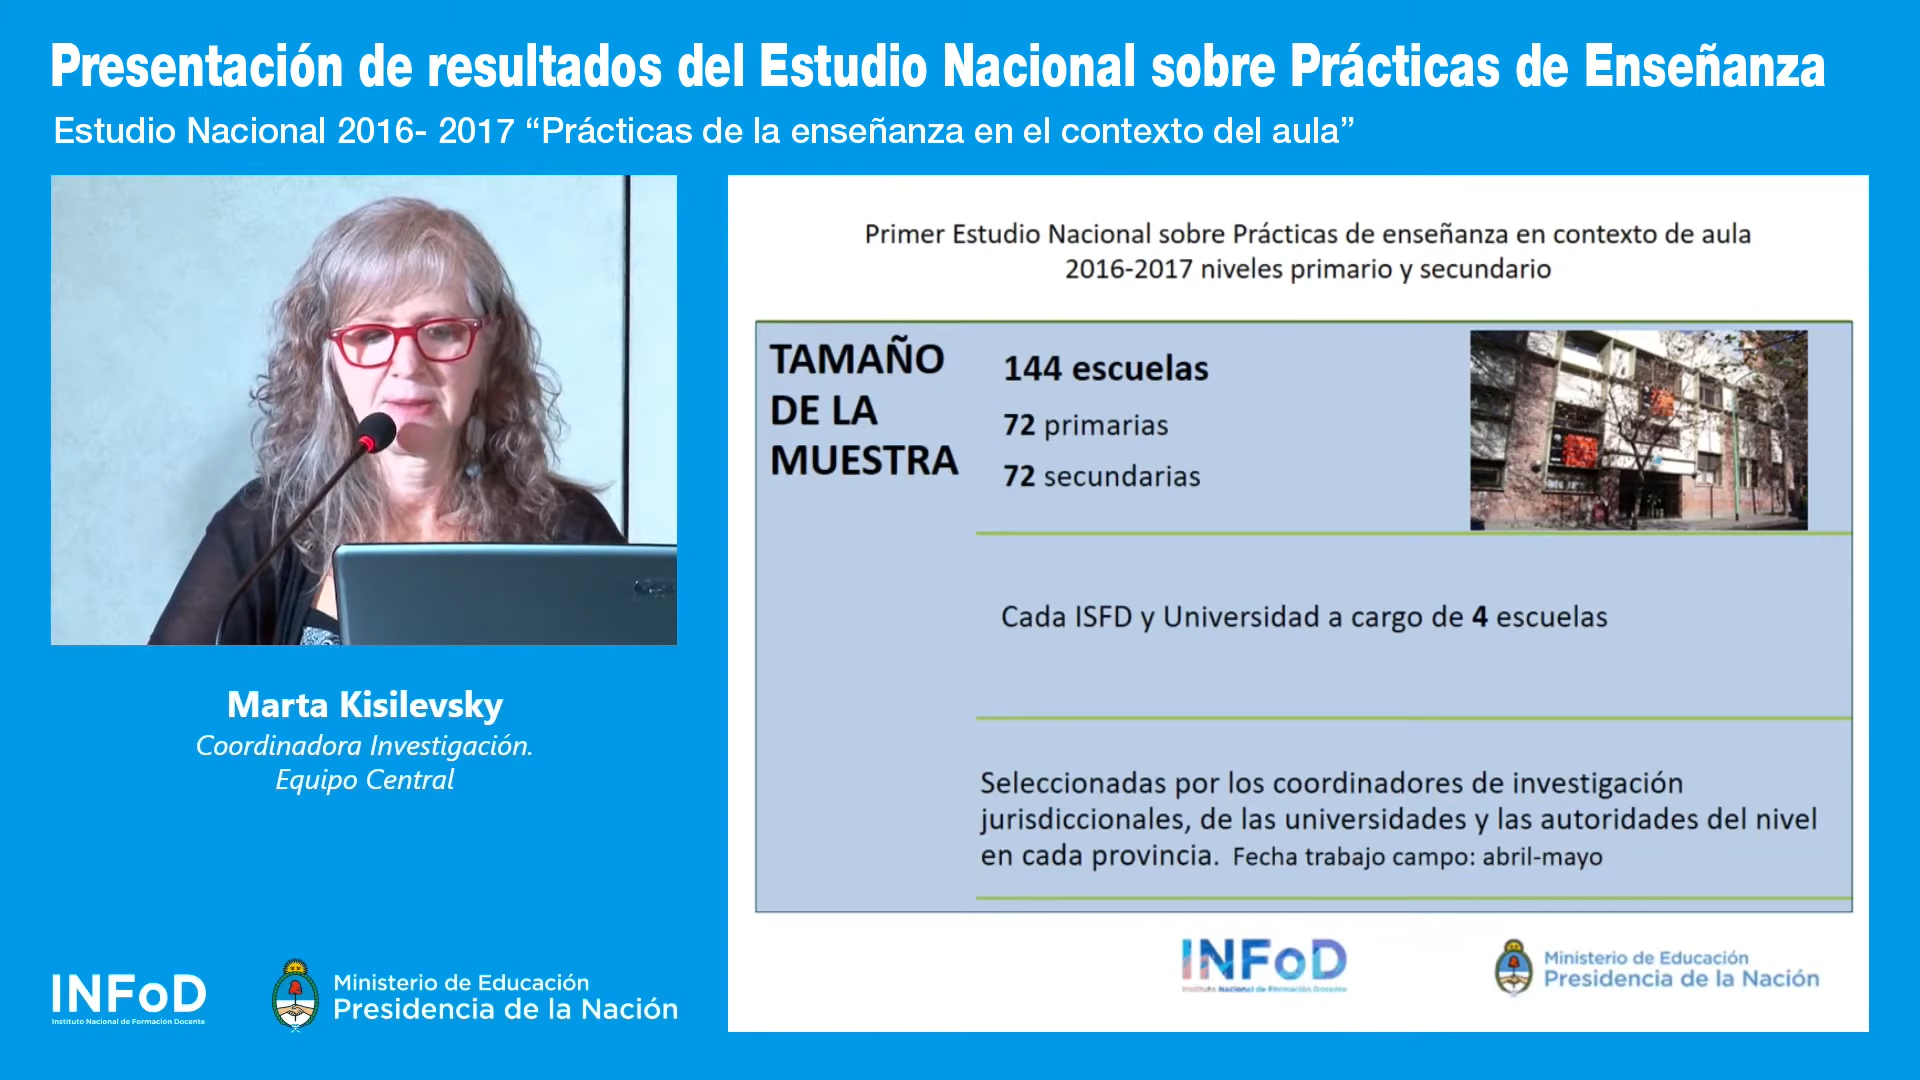 Presentación de resultados del Estudio Nacional sobre Prácticas de Enseñanza
Estudio Nacional 2016- 2017 “Prácticas de la enseñanza en el contexto del aula”
Marta Kisilevsky
Coordinadora Investigación.
Equipo Central
INFoD
Instituto Nacional de Formación Docente
Ministerio de Educación
Presidencia de la Nación
Primer Estudio Nacional sobre Prácticas de enseñanza en contexto de aula
2016-2017 niveles primario y secundario
TAMAÑO
DE LA
MUESTRA
144 escuelas
72 primarias
72 secundarias
Cada ISFD y Universidad a cargo de 4 escuelas
Seleccionadas por los coordinadores de investigación
jurisdiccionales, de las universidades y las autoridades del nivel
en cada provincia. Fecha trabajo campo: abril-mayo
INFoD
Instituto Nacional de Formación Docente
Ministerio de Educación
Presidencia de la Nación